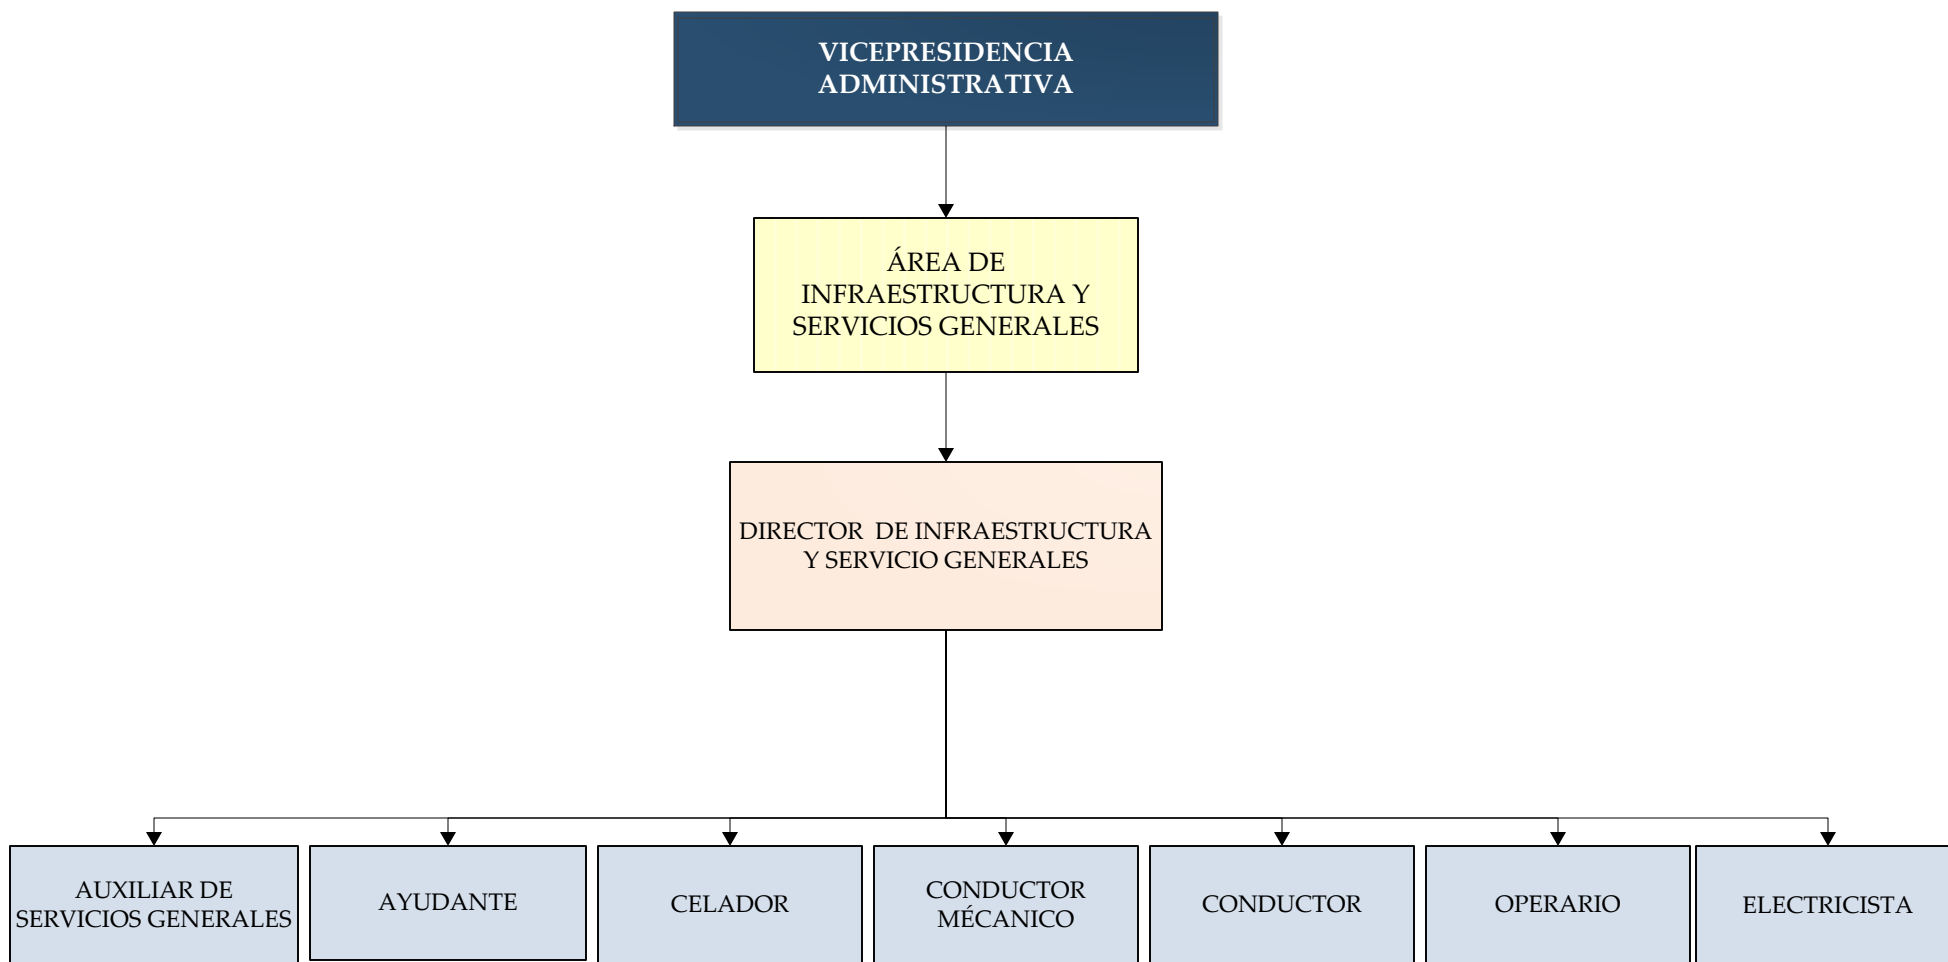 VICEPRESIDENCIA
ADMINISTRATIVA
ÁREA DE
INFRAESTRUCTURA Y
SERVICIOS GENERALES
DIRECTOR  DE INFRAESTRUCTURA
Y SERVICIO GENERALES
AUXILIAR DE
SERVICIOS GENERALES
AYUDANTE
CELADOR
CONDUCTOR
MÉCANICO
CONDUCTOR
OPERARIO
ELECTRICISTA